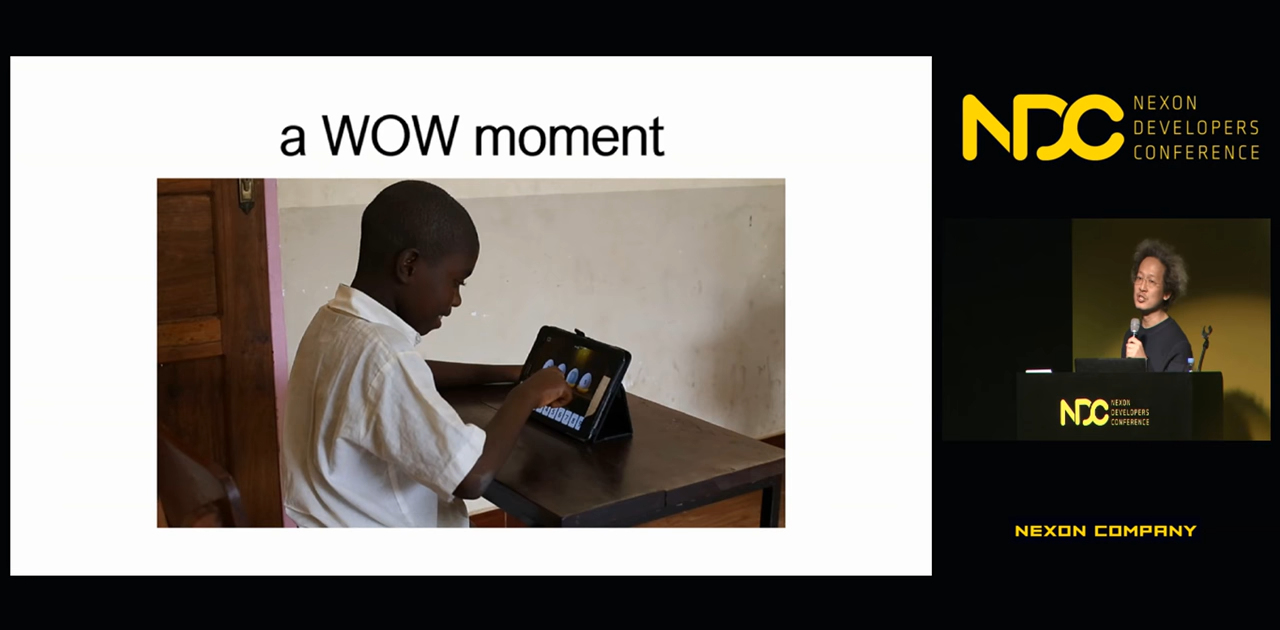 a WOW moment
NDC NEXON
DEVELOPERS
CONFERENCE
NDC NEXON
DEVELOPERS
CONFERENCE
NEXON COMPANY